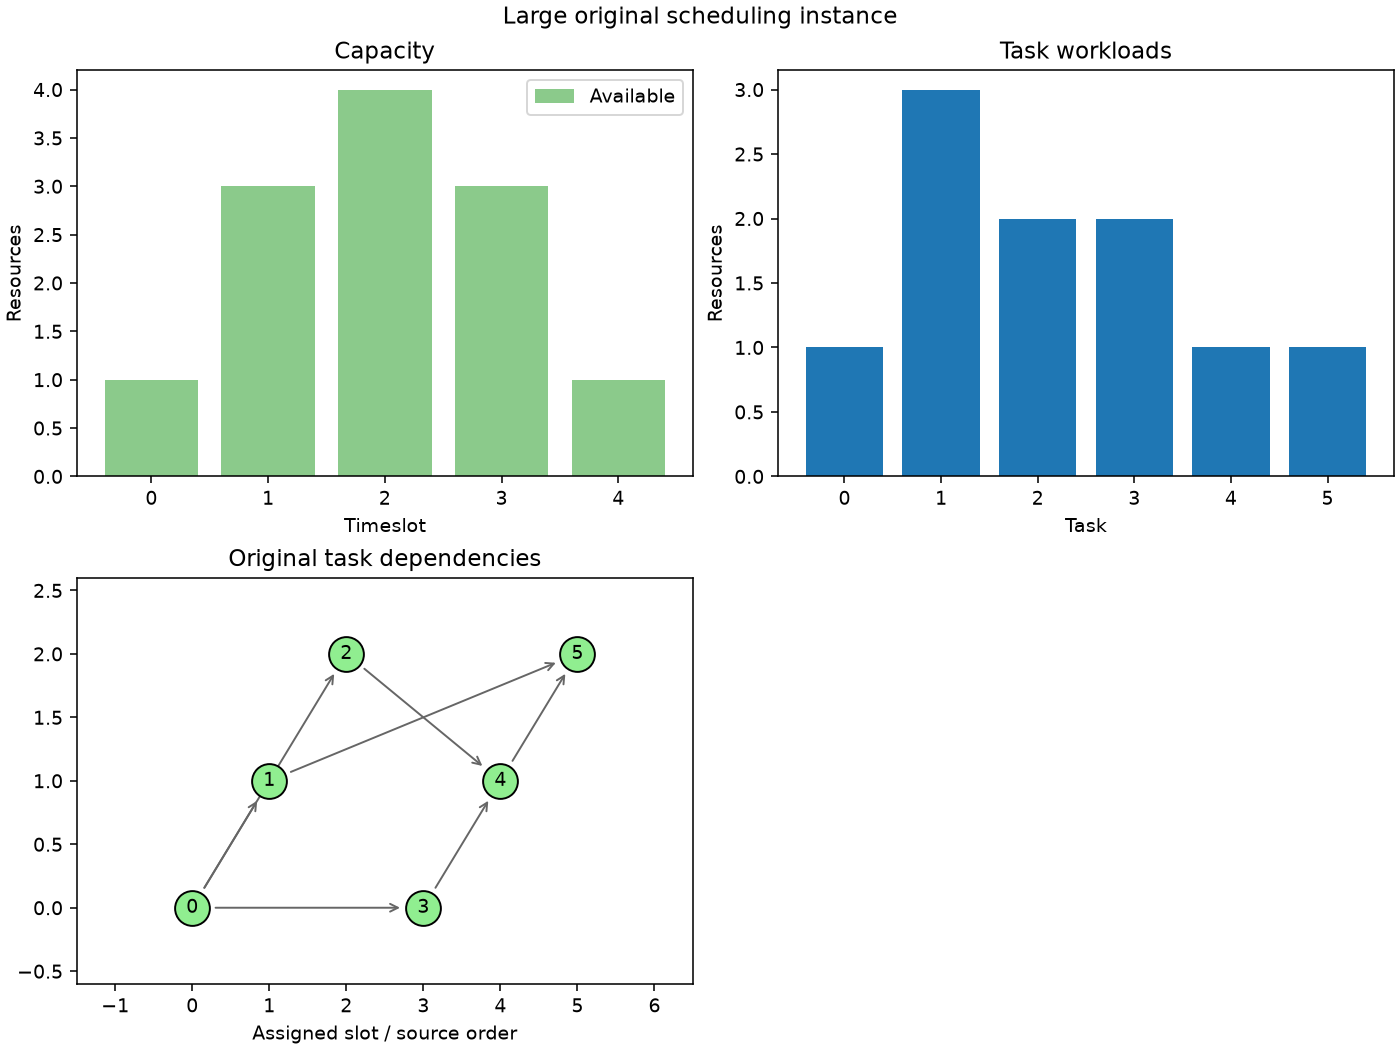 Large original scheduling instance
Capacity
4.0
3.5
3.0
2.5
2.0
1.5
1.0
0.5
0.0
Resources
Available
0 1 2 3 4
Timeslot
Task workloads
3.0
2.5
2.0
1.5
1.0
0.5
0.0
Resources
0 1 2 3 4 5
Task
Original task dependencies
2.5
2.0
1.5
1.0
0.5
0.0
−0.5
2 5
1 4
0 3
−1 0 1 2 3 4 5 6
Assigned slot / source order